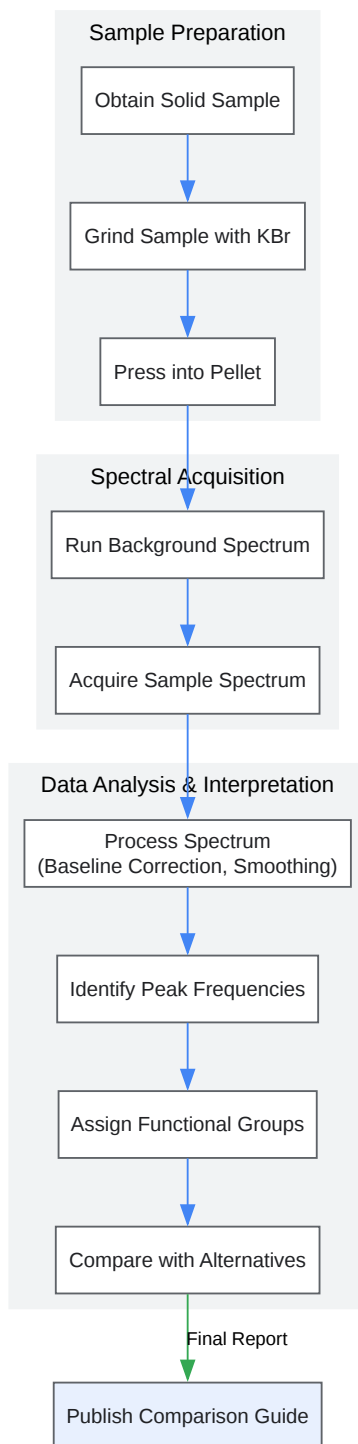 Sample Preparation
Obtain Solid Sample
Grind Sample with KBr
Press into Pellet
Spectral Acquisition
Run Background Spectrum
Acquire Sample Spectrum
Data Analysis & Interpretation
Process Spectrum
(Baseline Correction, Smoothing)
Identify Peak Frequencies
Assign Functional Groups
Compare with Alternatives
Final Report
Publish Comparison Guide